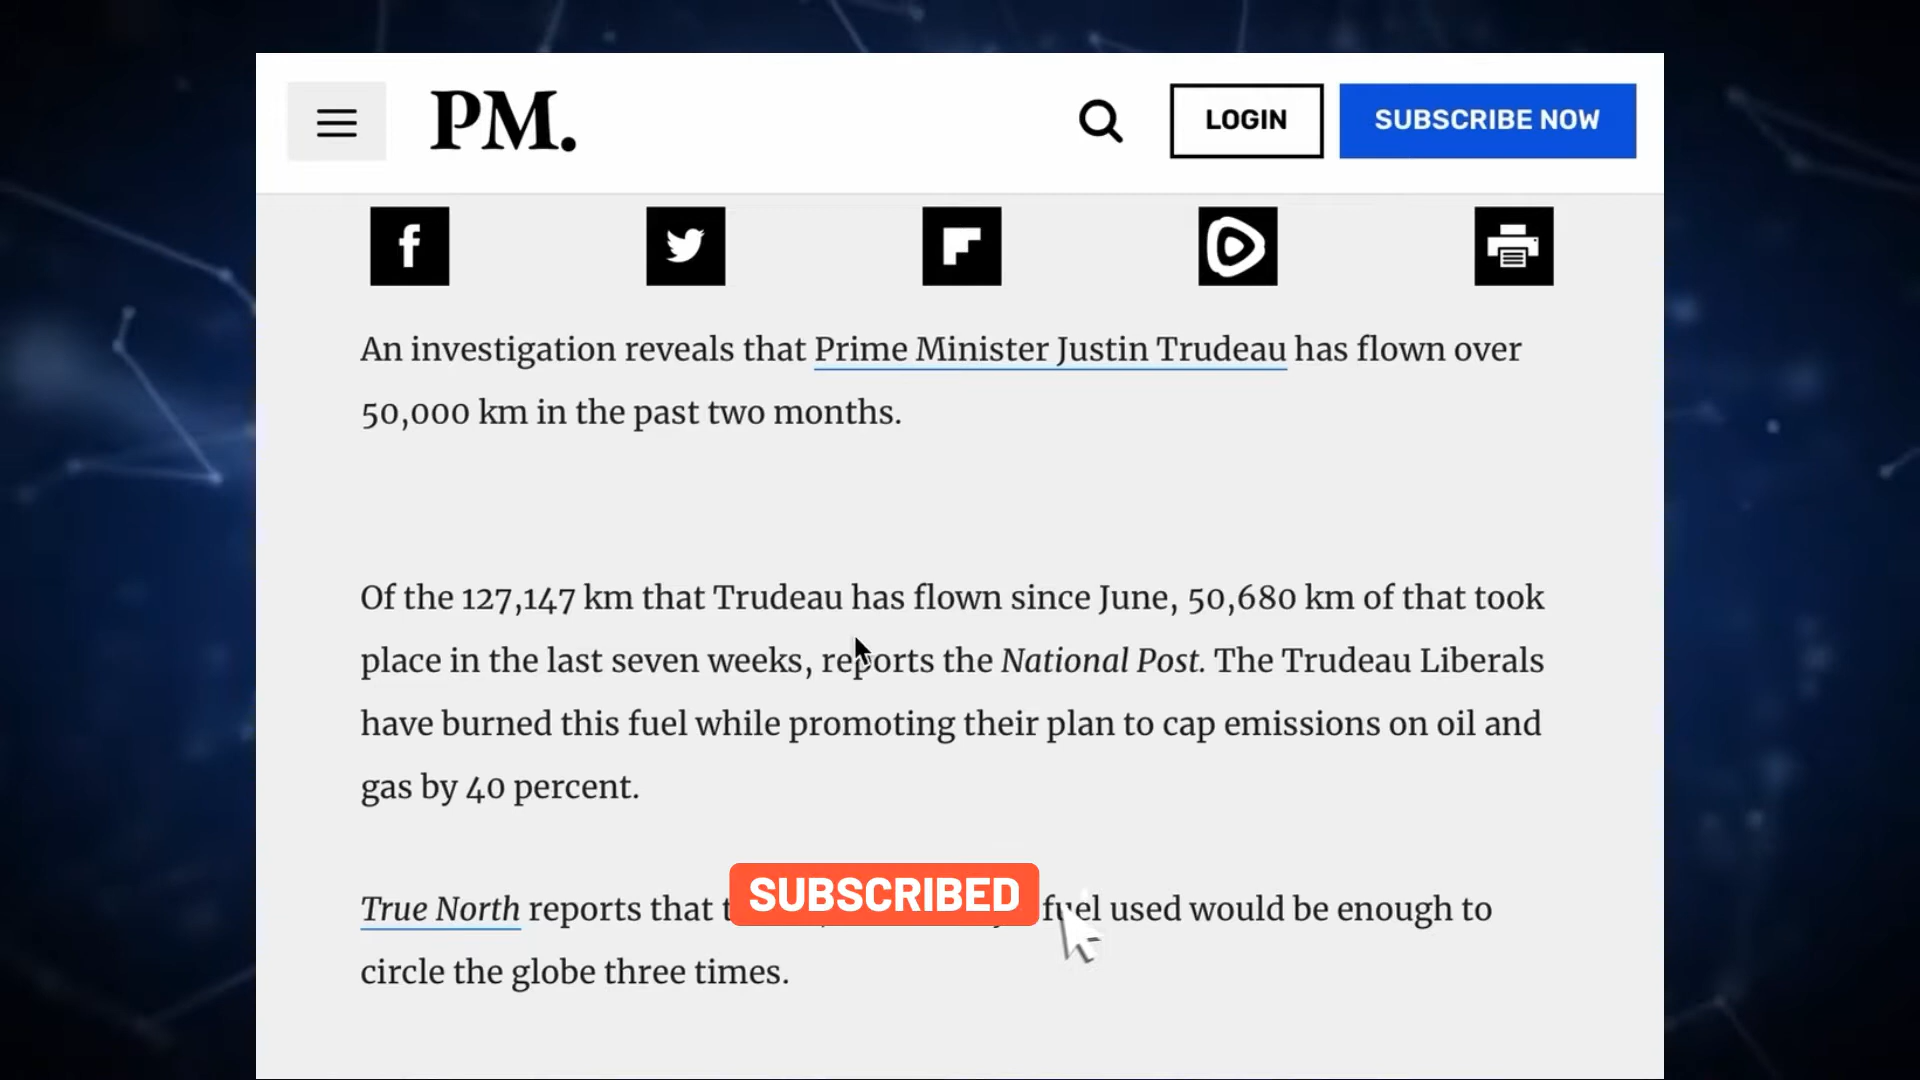 PM.
LOGIN
SUBSCRIBE NOW
An investigation reveals that Prime Minister Justin Trudeau has flown over
50,000 km in the past two months.
Of the 127,147 km that Trudeau has flown since June, 50,680 km of that took
place in the last seven weeks, reports the National Post. The Trudeau Liberals
have burned this fuel while promoting their plan to cap emissions on oil and
gas by 40 percent.
True North reports that
SUBSCRIBED
fuel used would be enough to
circle the globe three times.